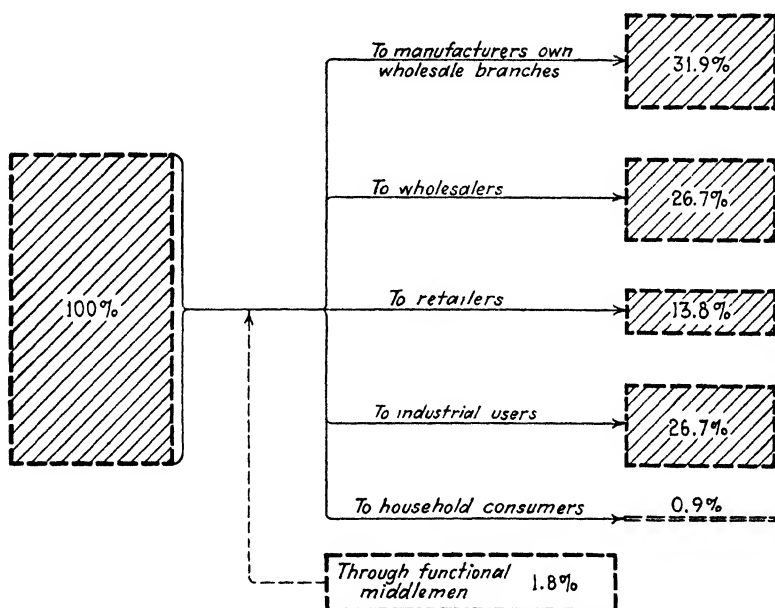 To manufacturers own
wholesale branches
31.9%
To wholesalers
26.7%
100%
To retailers
13.8%
To industrial users
26.7%
To household consumers
0.9%
Through functional
middlemen
1.8%